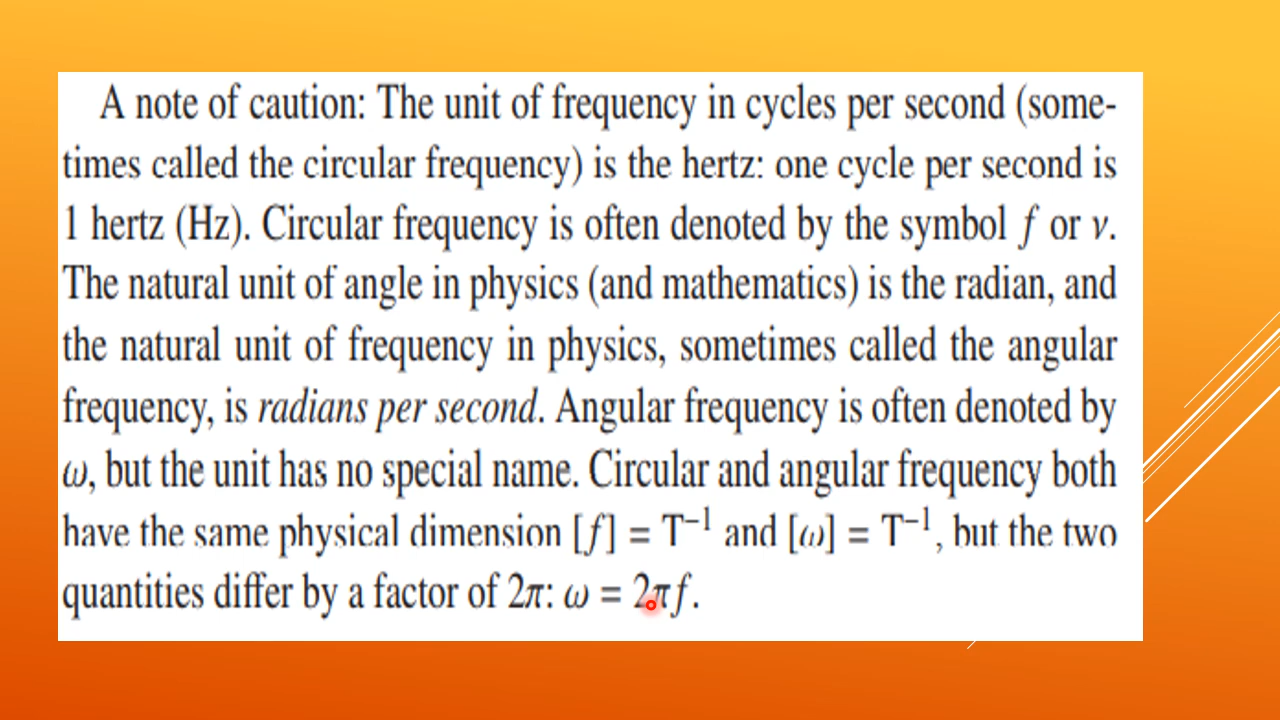 A note of caution: The unit of frequency in cycles per second (some-
times called the circular frequency) is the hertz: one cycle per second is
1 hertz (Hz). Circular frequency is often denoted by the symbol f or ν.
The natural unit of angle in physics (and mathematics) is the radian, and
the natural unit of frequency in physics, sometimes called the angular
frequency, is radians per second. Angular frequency is often denoted by
ω, but the unit has no special name. Circular and angular frequency both
have the same physical dimension [f] = T⁻¹ and [ω] = T⁻¹, but the two
quantities differ by a factor of 2π: ω = 2πf.